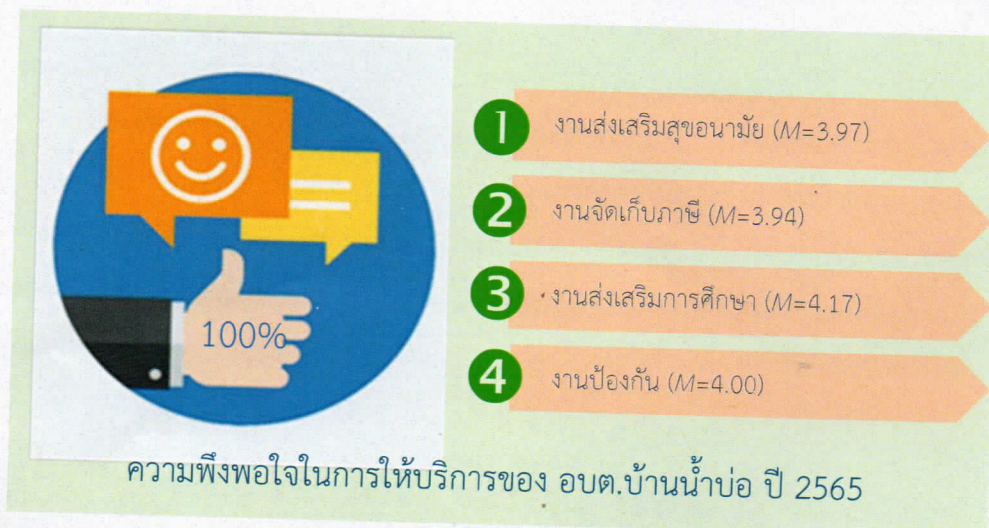 1 งานส่งเสริมสุขอนามัย (M=3.97)
2 งานจัดเก็บภาษี (M=3.94)
3 งานส่งเสริมการศึกษา (M=4.17)
4 งานป้องกัน (M=4.00)
100%
ความพึงพอใจในการให้บริการของ อบต.บ้านน้ำบ่อ ปี 2565